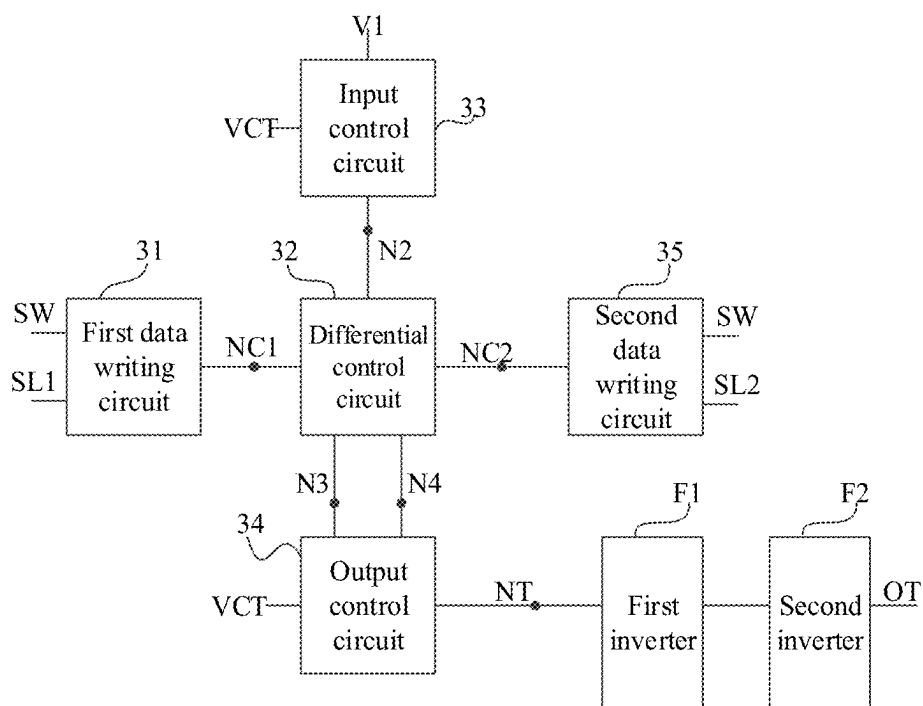 V1
Input
control
circuit
33
VCT
N2
31
32
35
SW
First data
writing
circuit
SL1
NC1
Differential
control
circuit
NC2
Second
data
writing
circuit
SW
SL2
N3
N4
34
F1
F2
VCT
Output
control
circuit
NT
First
inverter
Second
inverter
OT